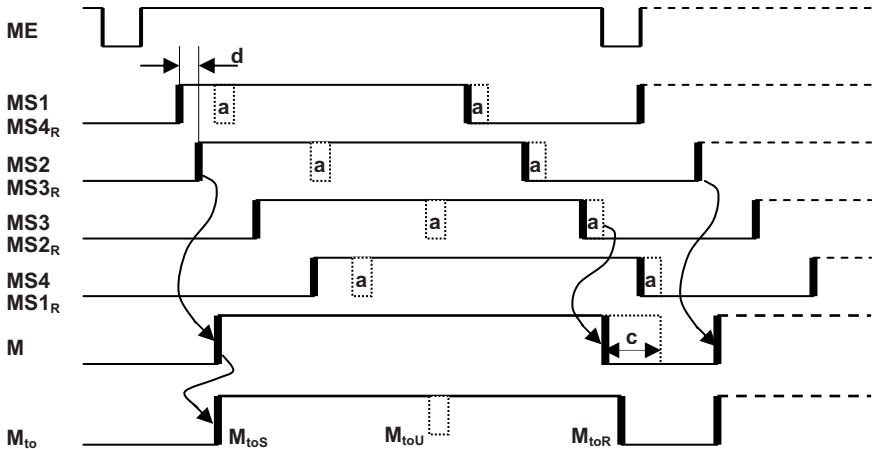 ME
d
MS1 a a
MS4R
MS2 a a
MS3R
MS3 a a
MS2R
MS4 a a
MS1R
M c
Mto MtoS MtoU MtoR